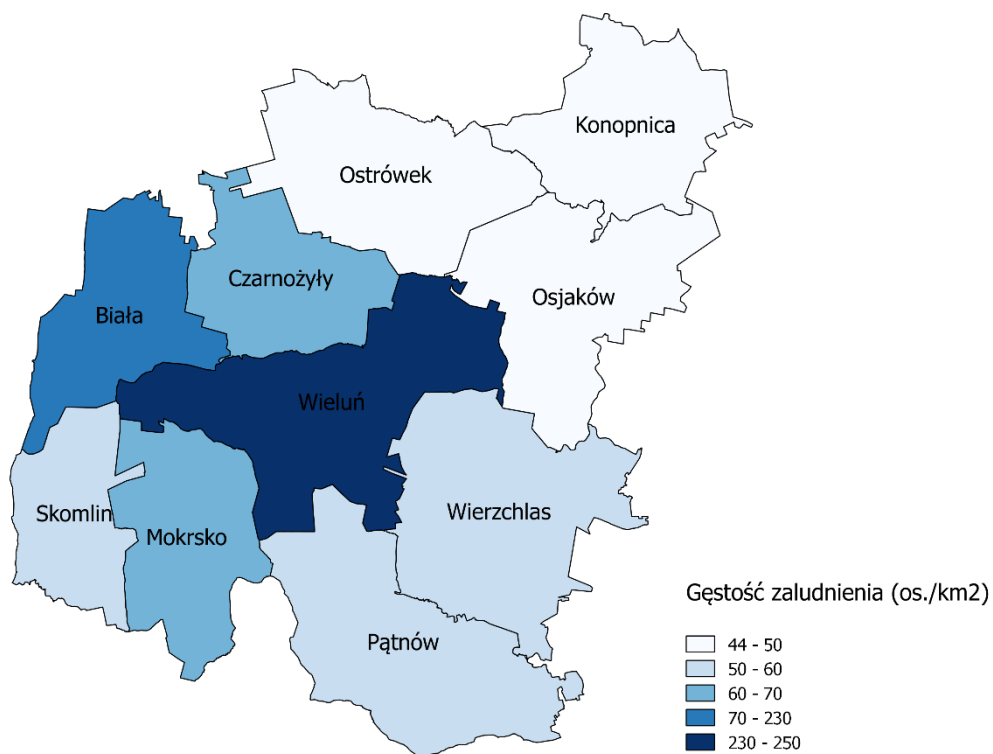 Konopnica
Ostrówek
Czarnożyły
Osjaków
Biała
Wieluń
Skomlin
Wierzchlas
Mokrsko
Pątnów
Gęstość zaludnienia (os./km2)
44 - 50
50 - 60
60 - 70
70 - 230
230 - 250